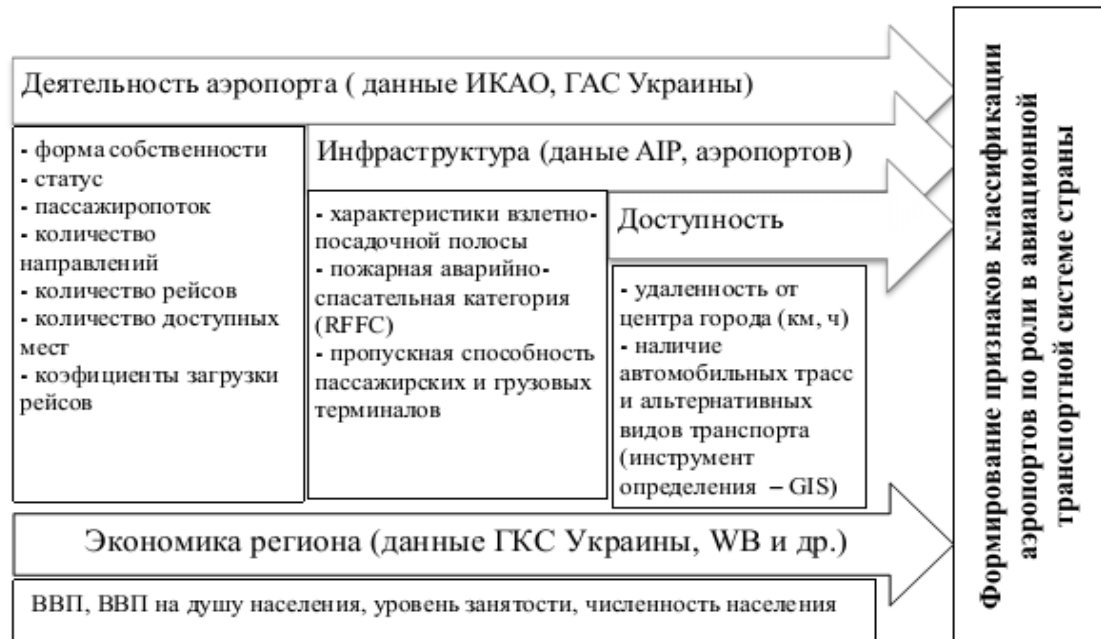 Деятельность аэропорта ( данные ИКАО, ГАС Украины)
- форма собственности
- статус
- пассажиропоток
- количество
направлений
- количество рейсов
- количество доступных
мест
- коэфициенты загрузки
рейсов
Инфраструктура (даные AIP, аэропортов)
- характеристики взлетно-
посадочной полосы
- пожарная аварийно-
спасательная категория
(RFFC)
- пропускная способность
пассажирских и грузовых
терминалов
Доступность
- удаленность от
центра города (км, ч)
- наличие
автомобильных трасс
и альтернативных
видов транспорта
(инструмент
определения – GIS)
Экономика региона (данные ГКС Украины, WB и др.)
ВВП, ВВП на душу населения, уровень занятости, численность населения
Формирование признаков классификации
аэропортов по роли в авиационной
транспортной системе страны